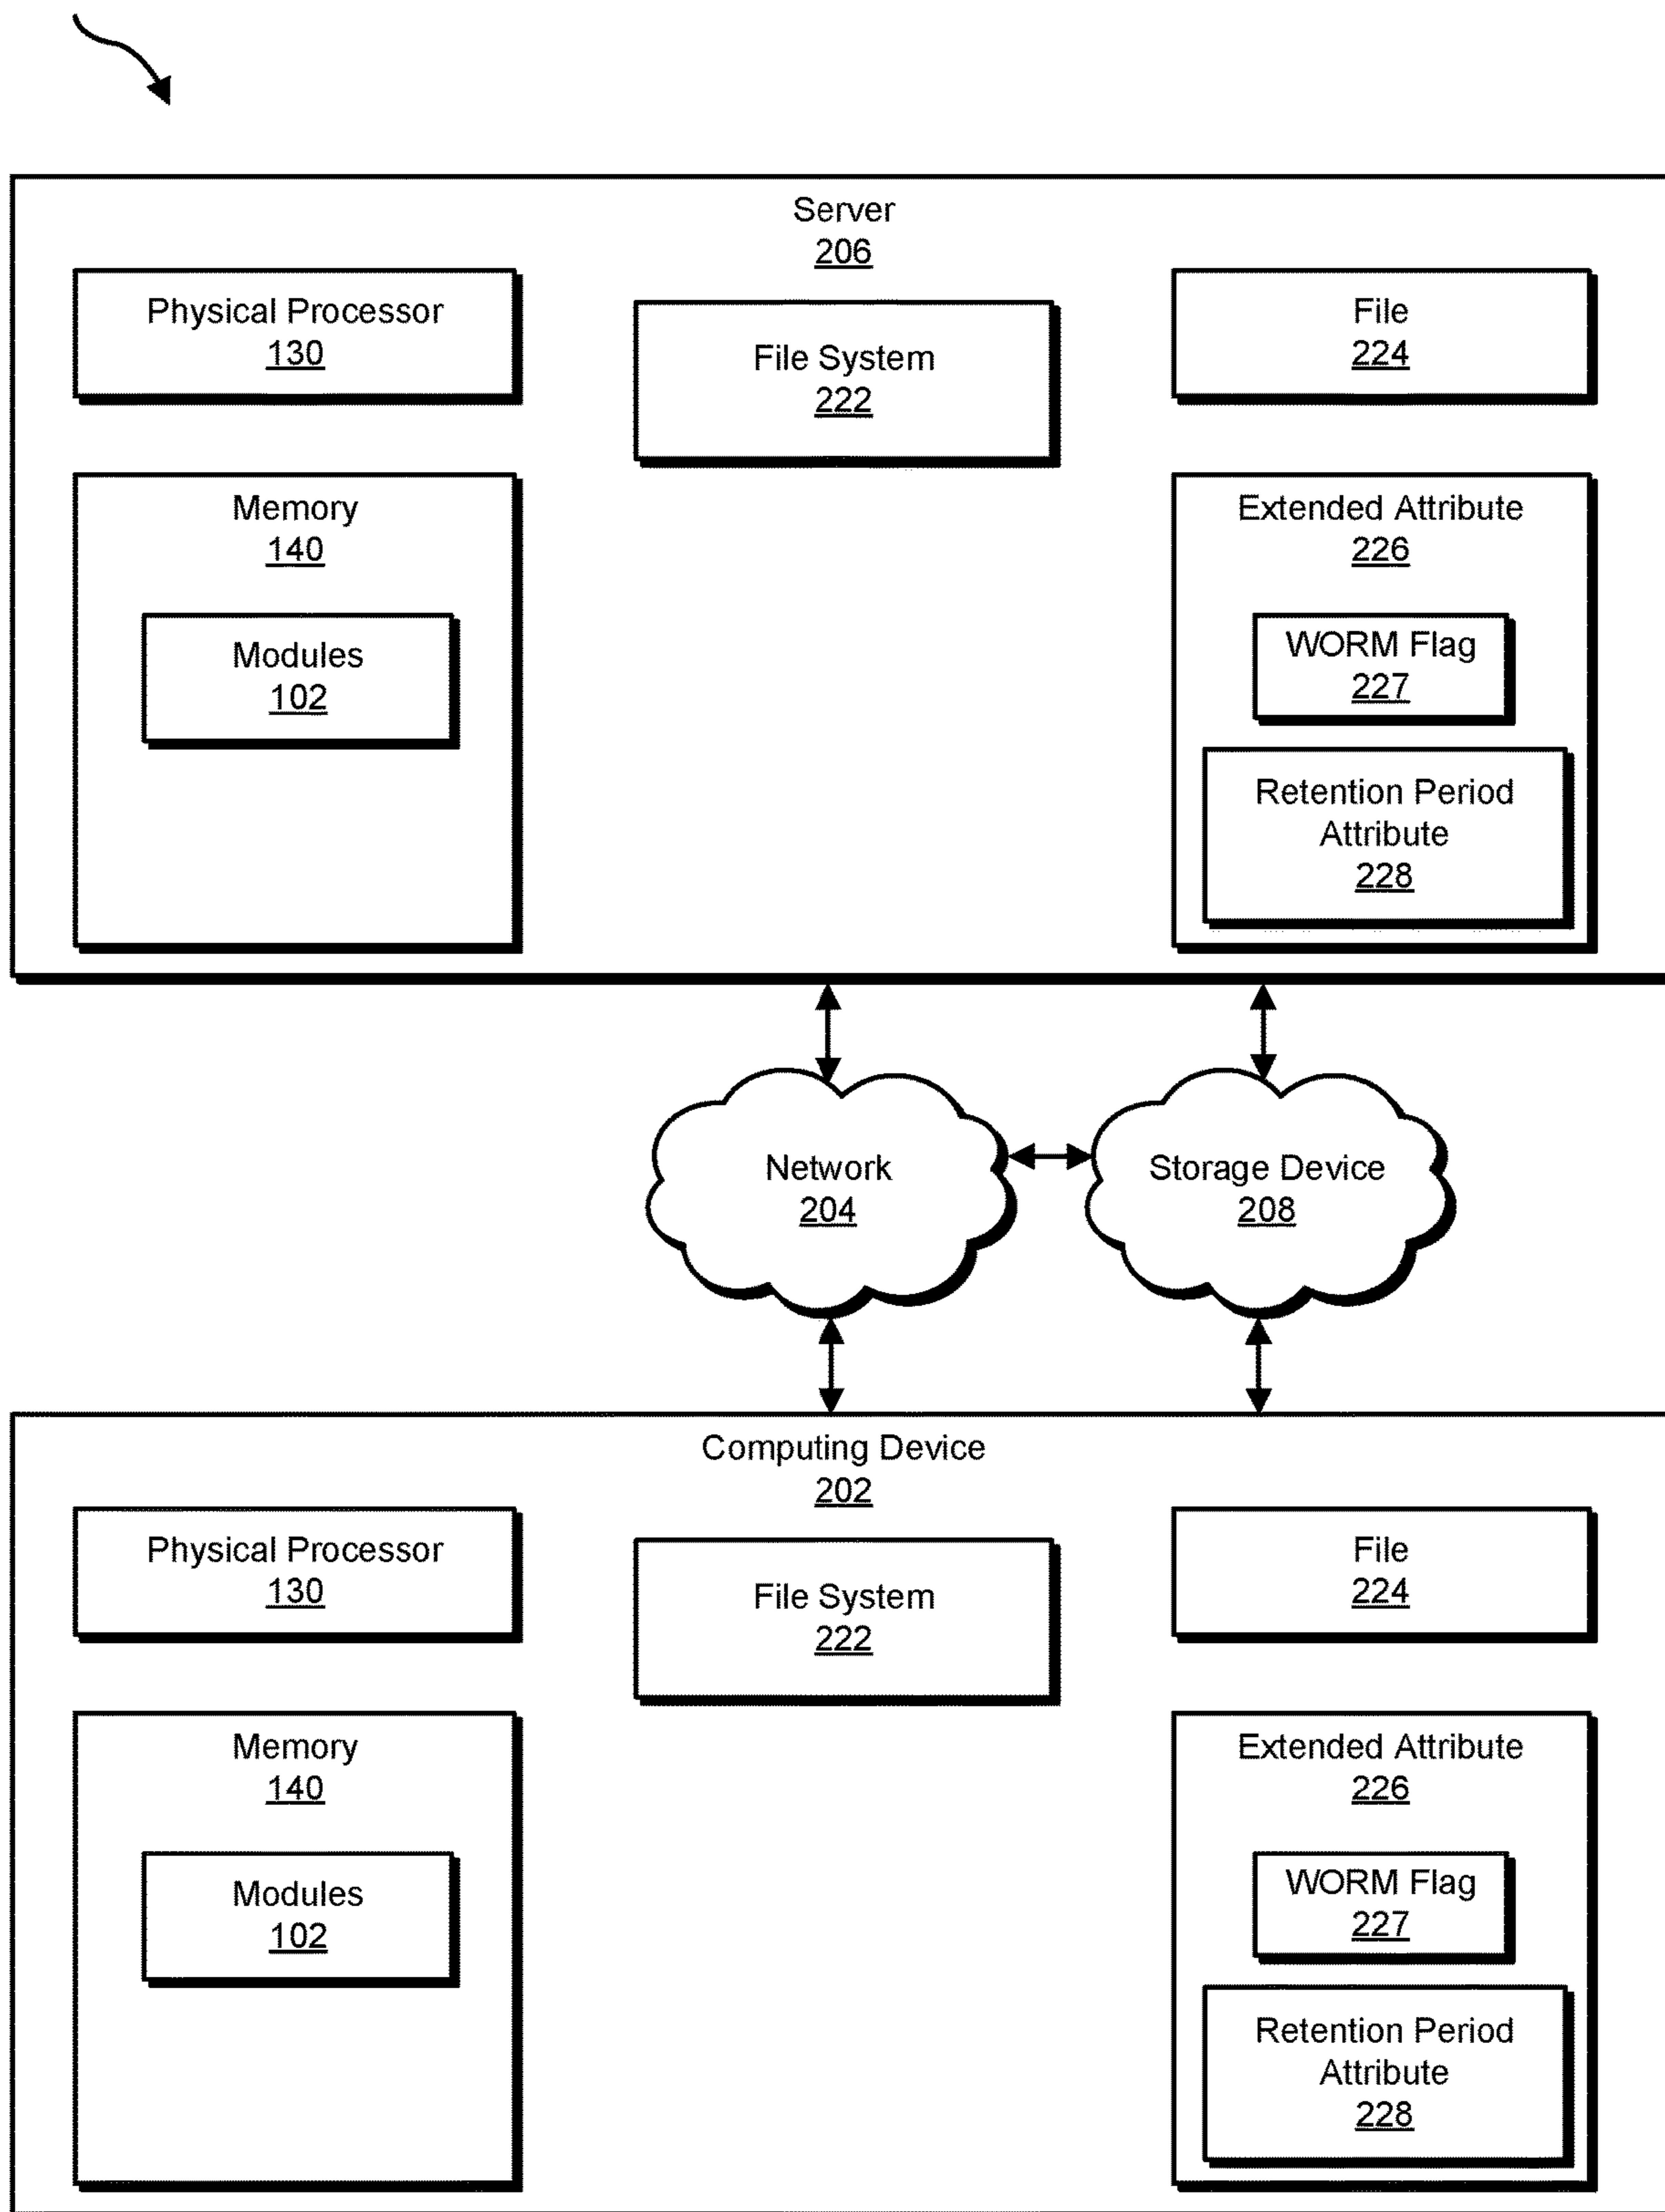 Server
206
Physical Processor
130
File System
222
File
224
Memory
140
Modules
102
Extended Attribute
226
WORM Flag
227
Retention Period
Attribute
228
Network
204
Storage Device
208
Computing Device
202
Physical Processor
130
File System
222
File
224
Memory
140
Modules
102
Extended Attribute
226
WORM Flag
227
Retention Period
Attribute
228